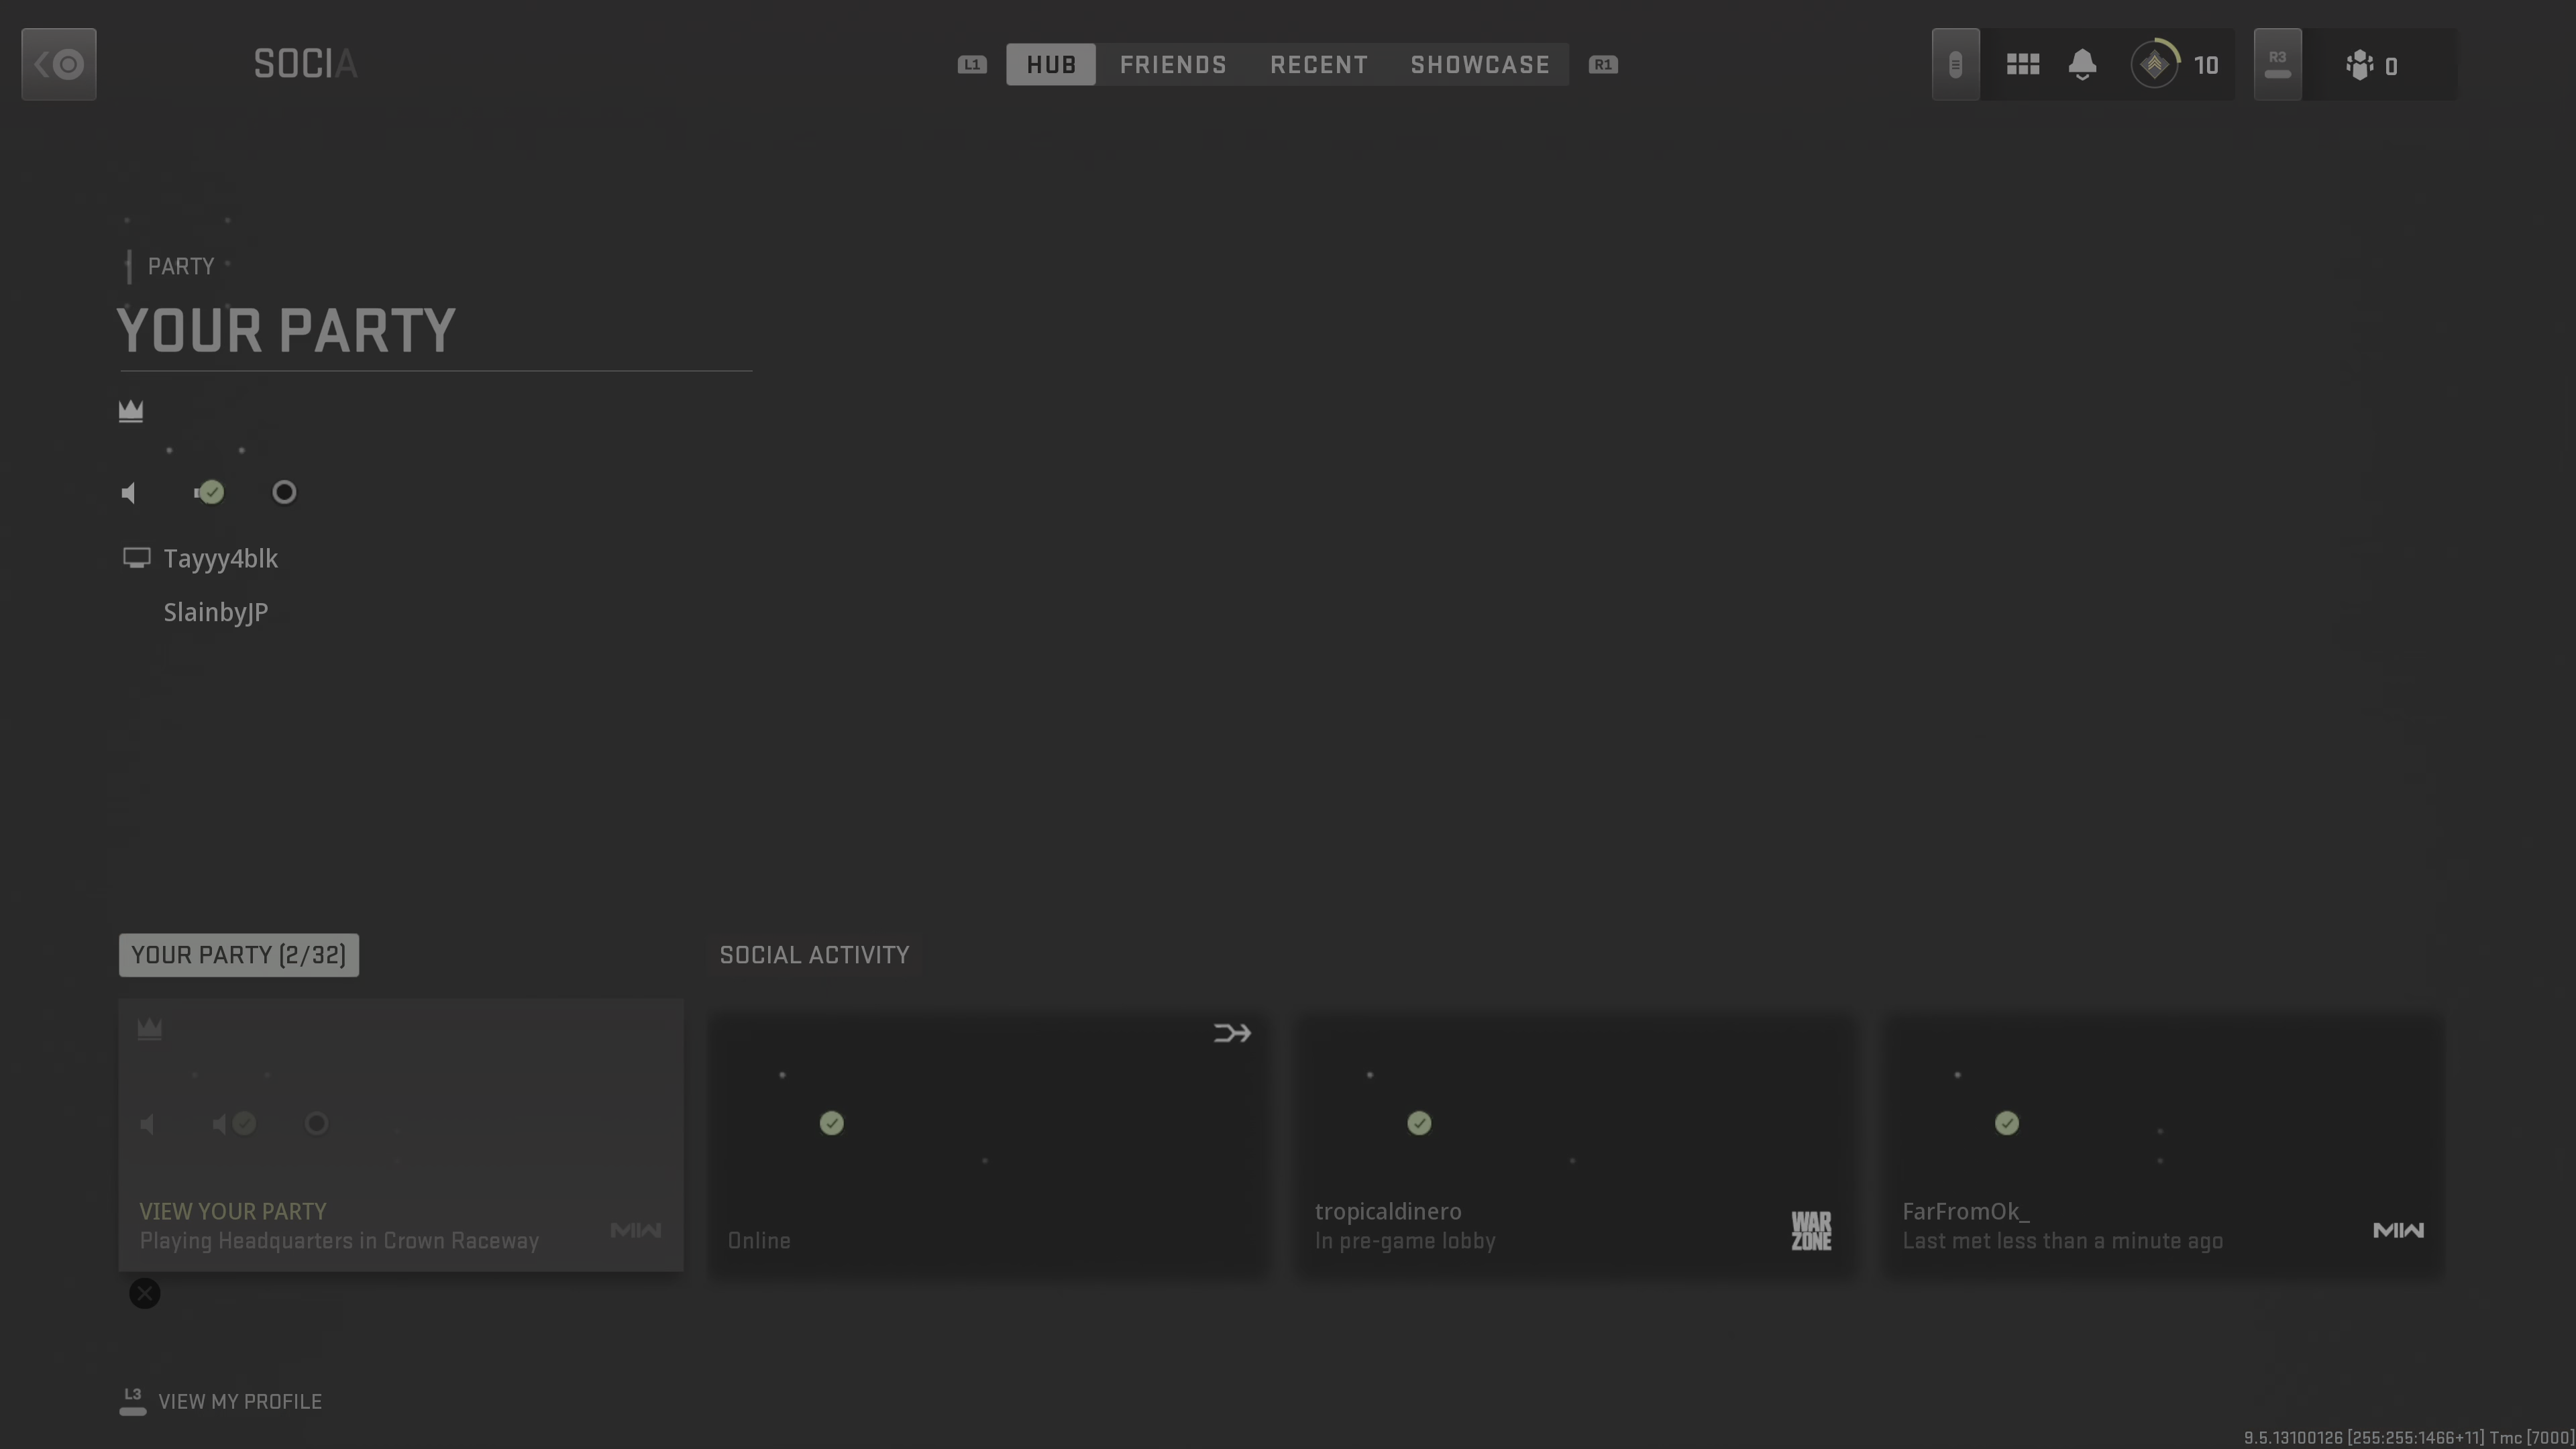 SOCIA
L1 HUB FRIENDS RECENT SHOWCASE R1
10
R3
0
PARTY
YOUR PARTY
Tayyy4blk
SlainbyJP
YOUR PARTY (2/32)
SOCIAL ACTIVITY
VIEW YOUR PARTY
Playing Headquarters in Crown Raceway
MW
Online
tropicaldinero
In pre-game lobby
WAR
ZONE
FarFromOk_
Last met less than a minute ago
MW
L3 VIEW MY PROFILE
9.5.13100126 [255:255:1466+11] Tmc [7000]